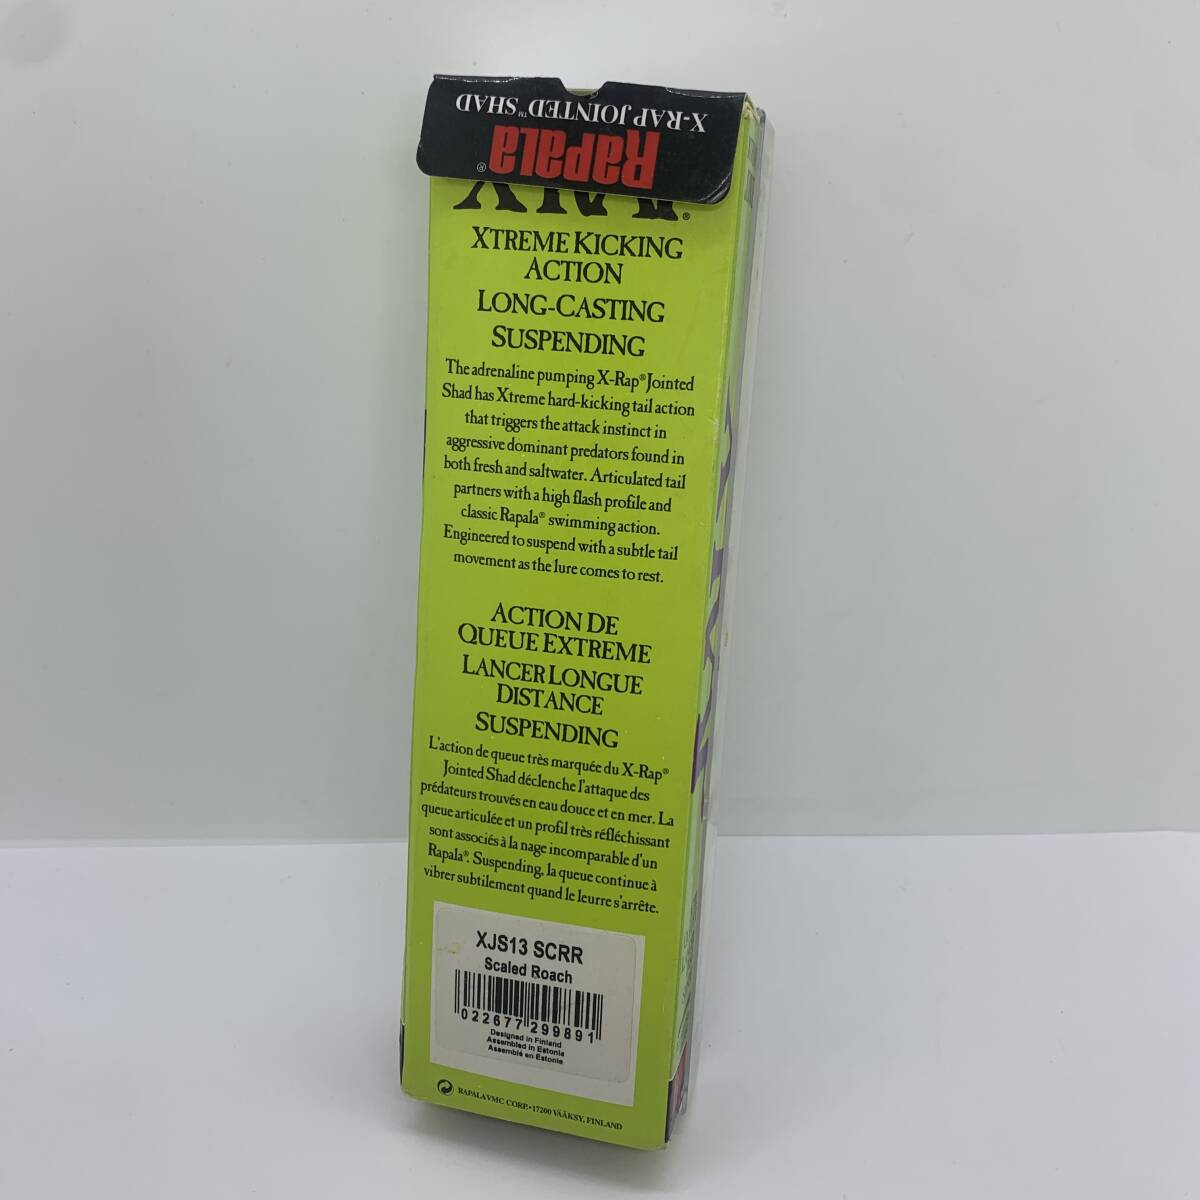 X-RAP JOINTED™ SHAD
Rapala®
XTREME KICKING
ACTION
LONG-CASTING
SUSPENDING
The adrenaline pumping X-Rap® Jointed
Shad has Xtreme hard-kicking tail action
that triggers the attack instinct in
aggressive dominant predators found in
both fresh and saltwater. Articulated tail
partners with a high flash profile and
classic Rapala® swimming action.
Engineered to suspend with a subtle tail
movement as the lure comes to rest.
ACTION DE
QUEUE EXTREME
LANCER LONGUE
DISTANCE
SUSPENDING
L'action de queue très marquée du X-Rap®
Jointed Shad déclenche l'attaque des
prédateurs trouvés en eau douce et en mer. La
queue articulée et un profil très réfléchissant
sont associés à la nage incomparable d'un
Rapala®. Suspending, la queue continue à
vibrer subtilement quand le leurre s'arrête.
XJS13 SCRR
Scaled Roach
0 22677 29989 1
Designed in Finland
Assembled in Estonia
Assemblé en Estonie
RAPALA VMC CORP. • 17200 VÄÄKSY, FINLAND